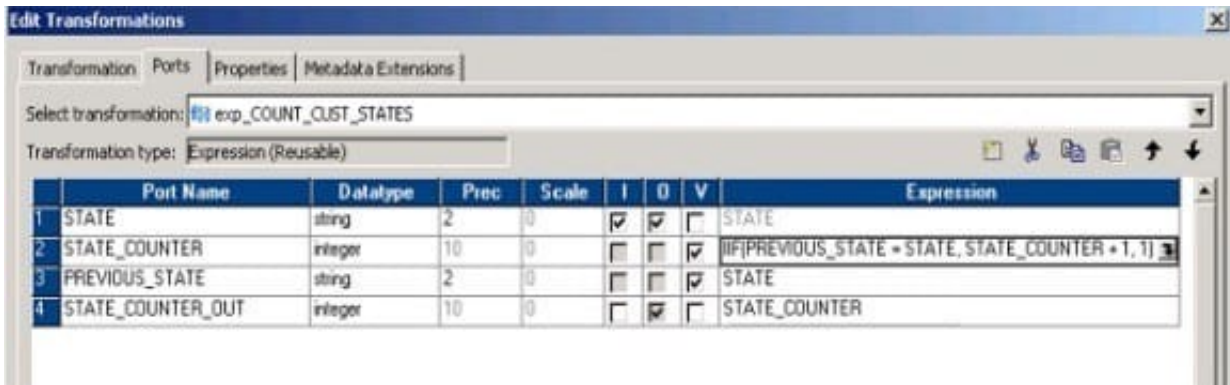 Edit Transformations
Transformation Ports Properties Metadata Extensions
Select transformation: exp_COUNT_CUST_STATES
Transformation type: Expression (Reusable)
Port Name Datatype Prec Scale I O V Expression
1 STATE string 2 0 STATE
2 STATE_COUNTER integer 10 0 IIF(PREVIOUS_STATE = STATE, STATE_COUNTER + 1, 1)
3 PREVIOUS_STATE string 2 0 STATE
4 STATE_COUNTER_OUT integer 10 0 STATE_COUNTER